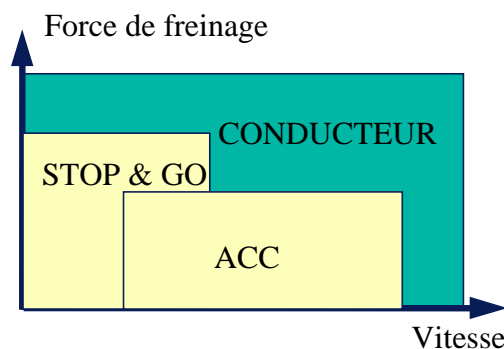 Force de freinage
CONDUCTEUR
STOP & GO
ACC
Vitesse